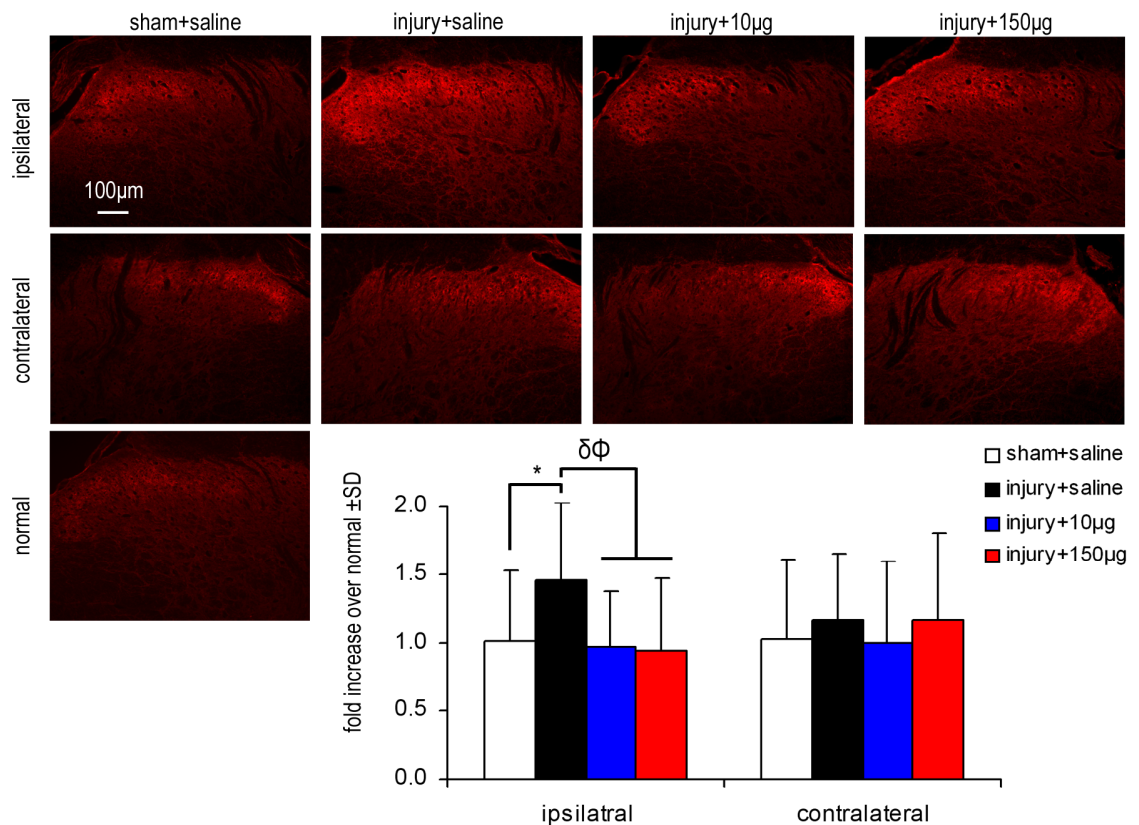 sham+saline injury+saline injury+10µg injury+150µg
ipsilateral
100µm
contralateral
normal
δΦ
*
sham+saline
injury+saline
injury+10µg
injury+150µg
fold increase over normal ±SD
2.0
1.5
1.0
0.5
0.0
ipsilatral contralateral